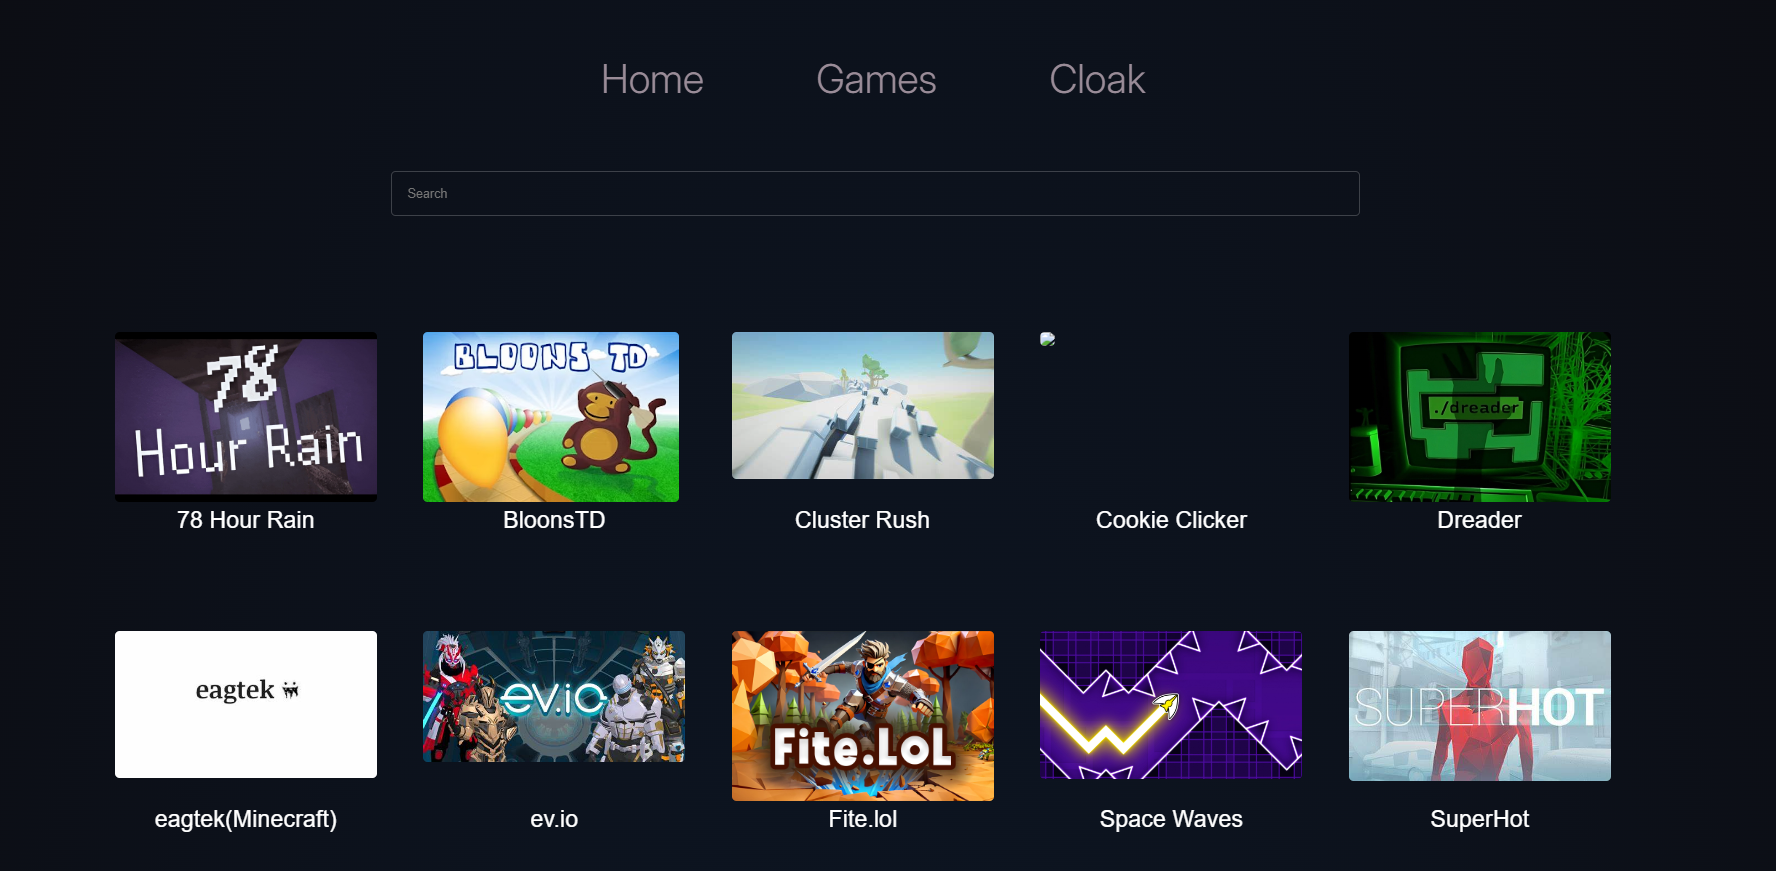 Home Games Cloak
Search
78
Hour Rain
BLOONS TD
./dreader
78 Hour Rain
BloonsTD
Cluster Rush
Cookie Clicker
Dreader
eagtek
ev.io
Fite.LoL
SUPERHOT
eagtek(Minecraft)
ev.io
Fite.lol
Space Waves
SuperHot